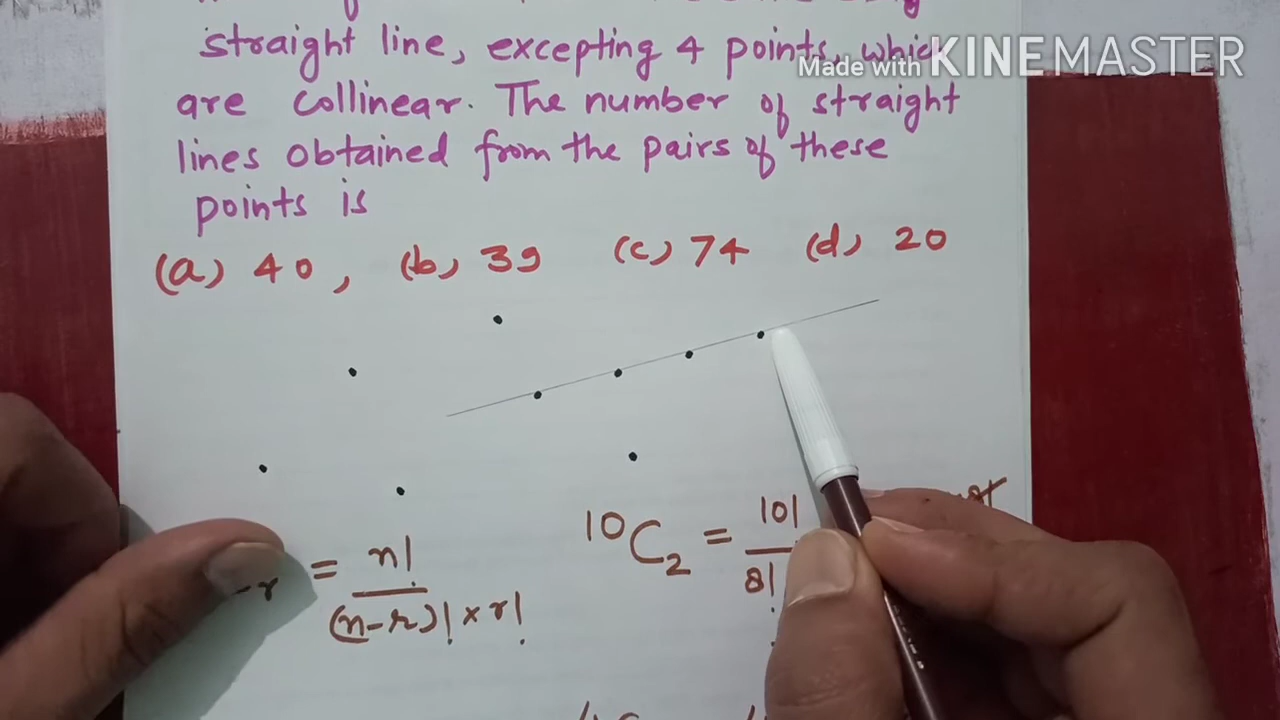 straight line, excepting 4 points, which
Made with KINEMASTER
are collinear. The number of straight
lines obtained from the pairs of these
points is
(a) 40, (b) 39 (c) 74 (d) 20
= n! / (n-r)! × r!
10C2 = 10! / 8!